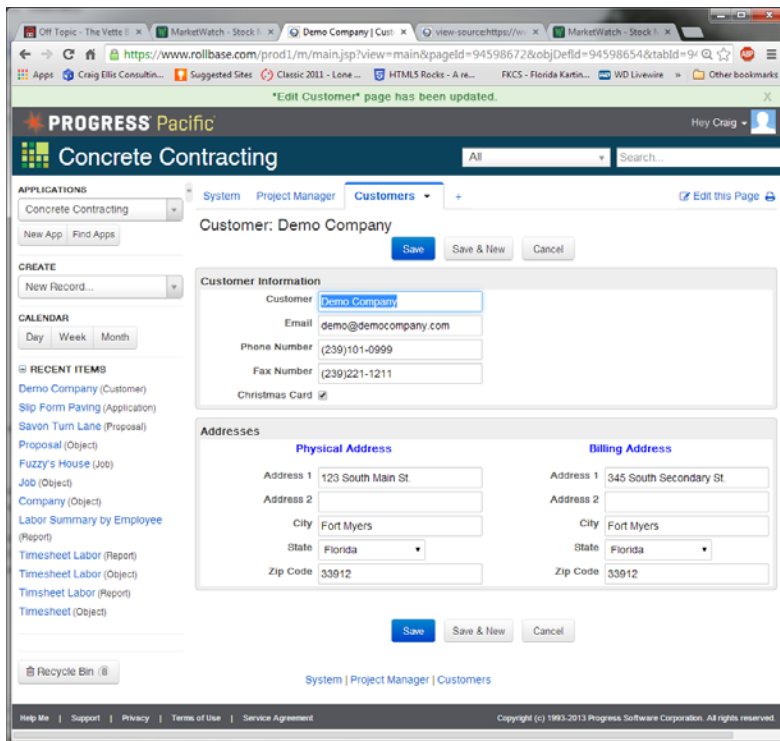 Off Topic - The Vette B
MarketWatch - Stock M
Demo Company | Cust
view-source:https://w
MarketWatch - Stock M
https://www.rollbase.com/prod1/m/main.jsp?view=main&pageId=94598672&objDefId=94598654&tabId=94
Apps Craig Ellis Consultin... Suggested Sites Classic 2011 - Lone ... HTML5 Rocks - A re... FKCS - Florida Kartin... WD Livewire » Other bookmarks
*Edit Customer* page has been updated. X
PROGRESS Pacific Hey Craig
Concrete Contracting All Search...
APPLICATIONS
Concrete Contracting
New App Find Apps
CREATE
New Record...
CALENDAR
Day Week Month
RECENT ITEMS
Demo Company (Customer)
Slip Form Paving (Application)
Savon Turn Lane (Proposal)
Proposal (Object)
Fuzzy's House (Job)
Job (Object)
Company (Object)
Labor Summary by Employee
(Report)
Timesheet Labor (Report)
Timesheet Labor (Object)
Timsheet Labor (Report)
Timesheet (Object)
Recycle Bin (8
System Project Manager Customers + Edit this Page
Customer: Demo Company
Save Save & New Cancel
Customer Information
Customer Demo Company
Email demo@democompany.com
Phone Number (239)101-0999
Fax Number (239)221-1211
Christmas Card
Addresses
Physical Address
Address 1 123 South Main St.
Address 2
City Fort Myers
State Florida
Zip Code 33912
Billing Address
Address 1 345 South Secondary St.
Address 2
City Fort Myers
State Florida
Zip Code 33912
Save Save & New Cancel
System | Project Manager | Customers
Help Me | Support | Privacy | Terms of Use | Service Agreement Copyright (c) 1993-2013 Progress Software Corporation. All rights reserved.